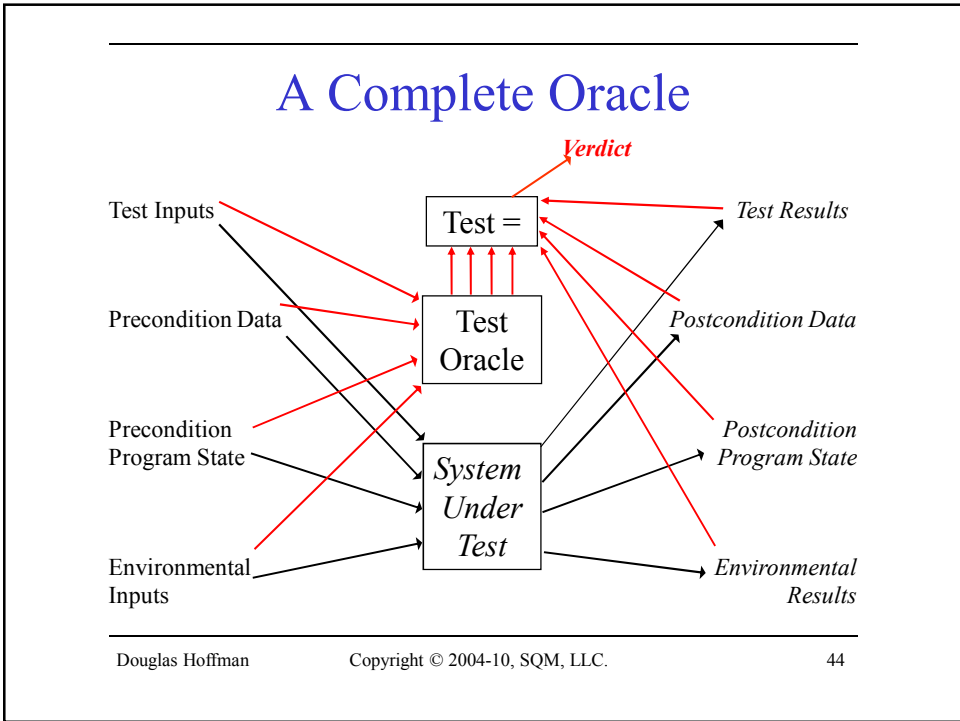 A Complete Oracle
Verdict
Test Inputs
Test =
Test Results
Precondition Data
Test
Oracle
Postcondition Data
Precondition
Program State
System
Under
Test
Postcondition
Program State
Environmental
Inputs
Environmental
Results
Douglas Hoffman
Copyright © 2004-10, SQM, LLC.
44